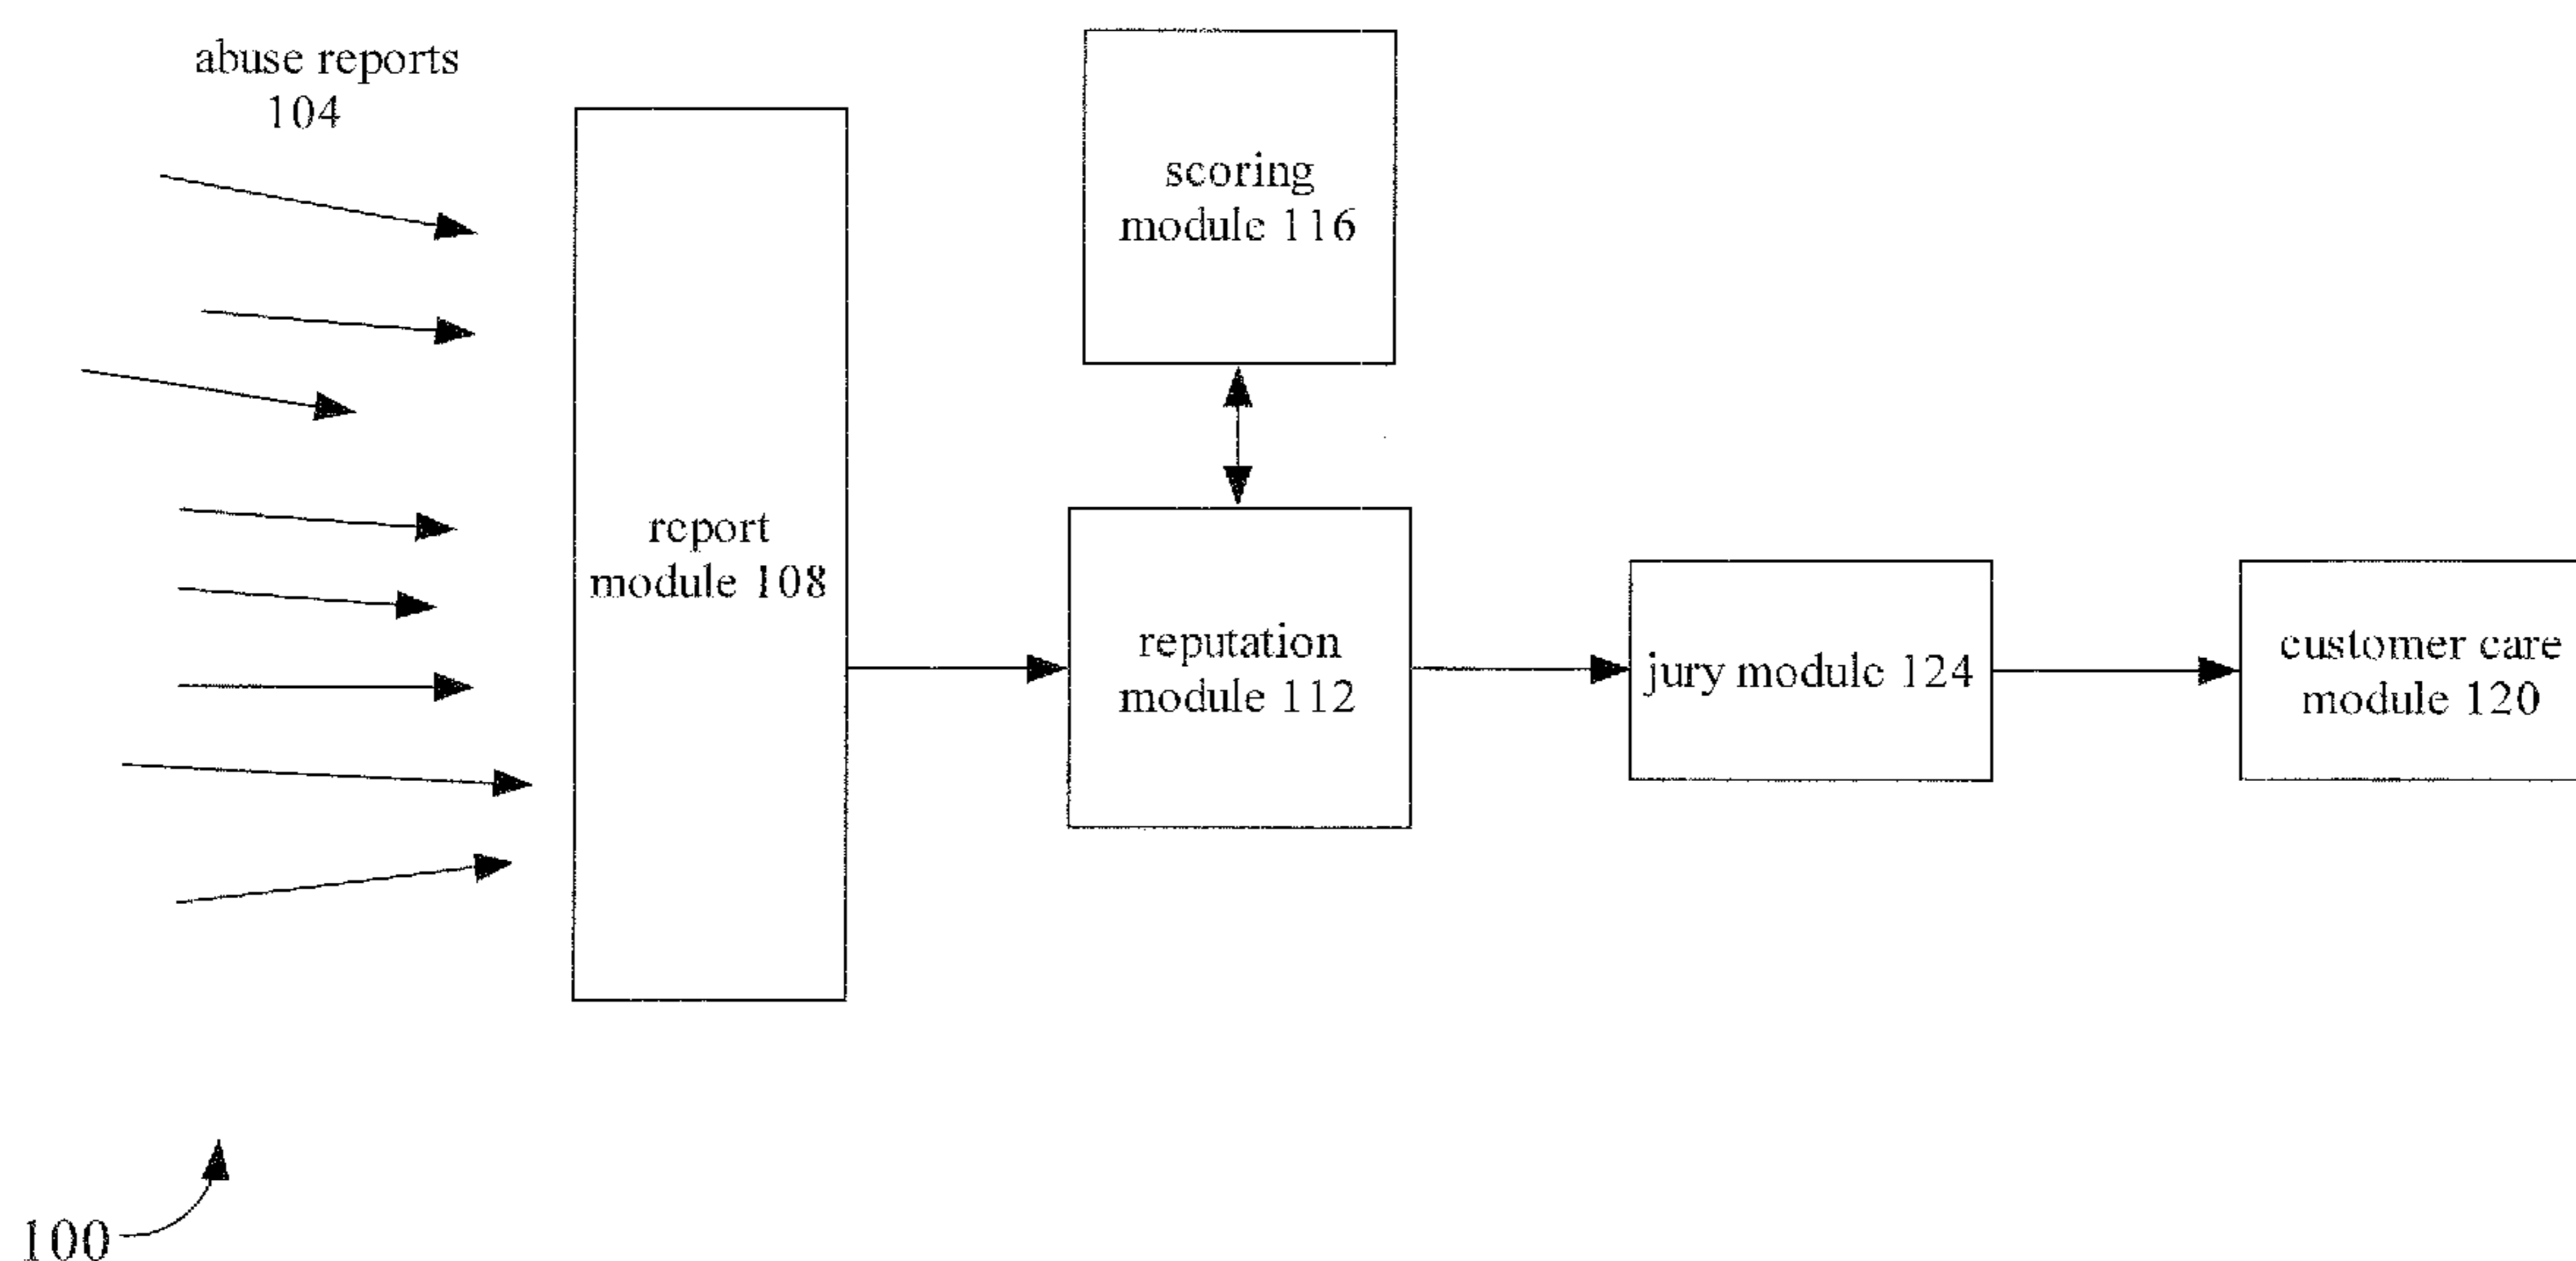 abuse reports
104
scoring
module 116
report
module 108
reputation
module 112
jury module 124
customer care
module 120
100